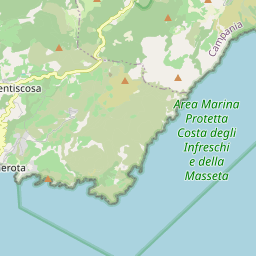 Campania
entiscosa
Area Marina
Protetta
Costa degli
Infreschi
e della
Masseta
erota